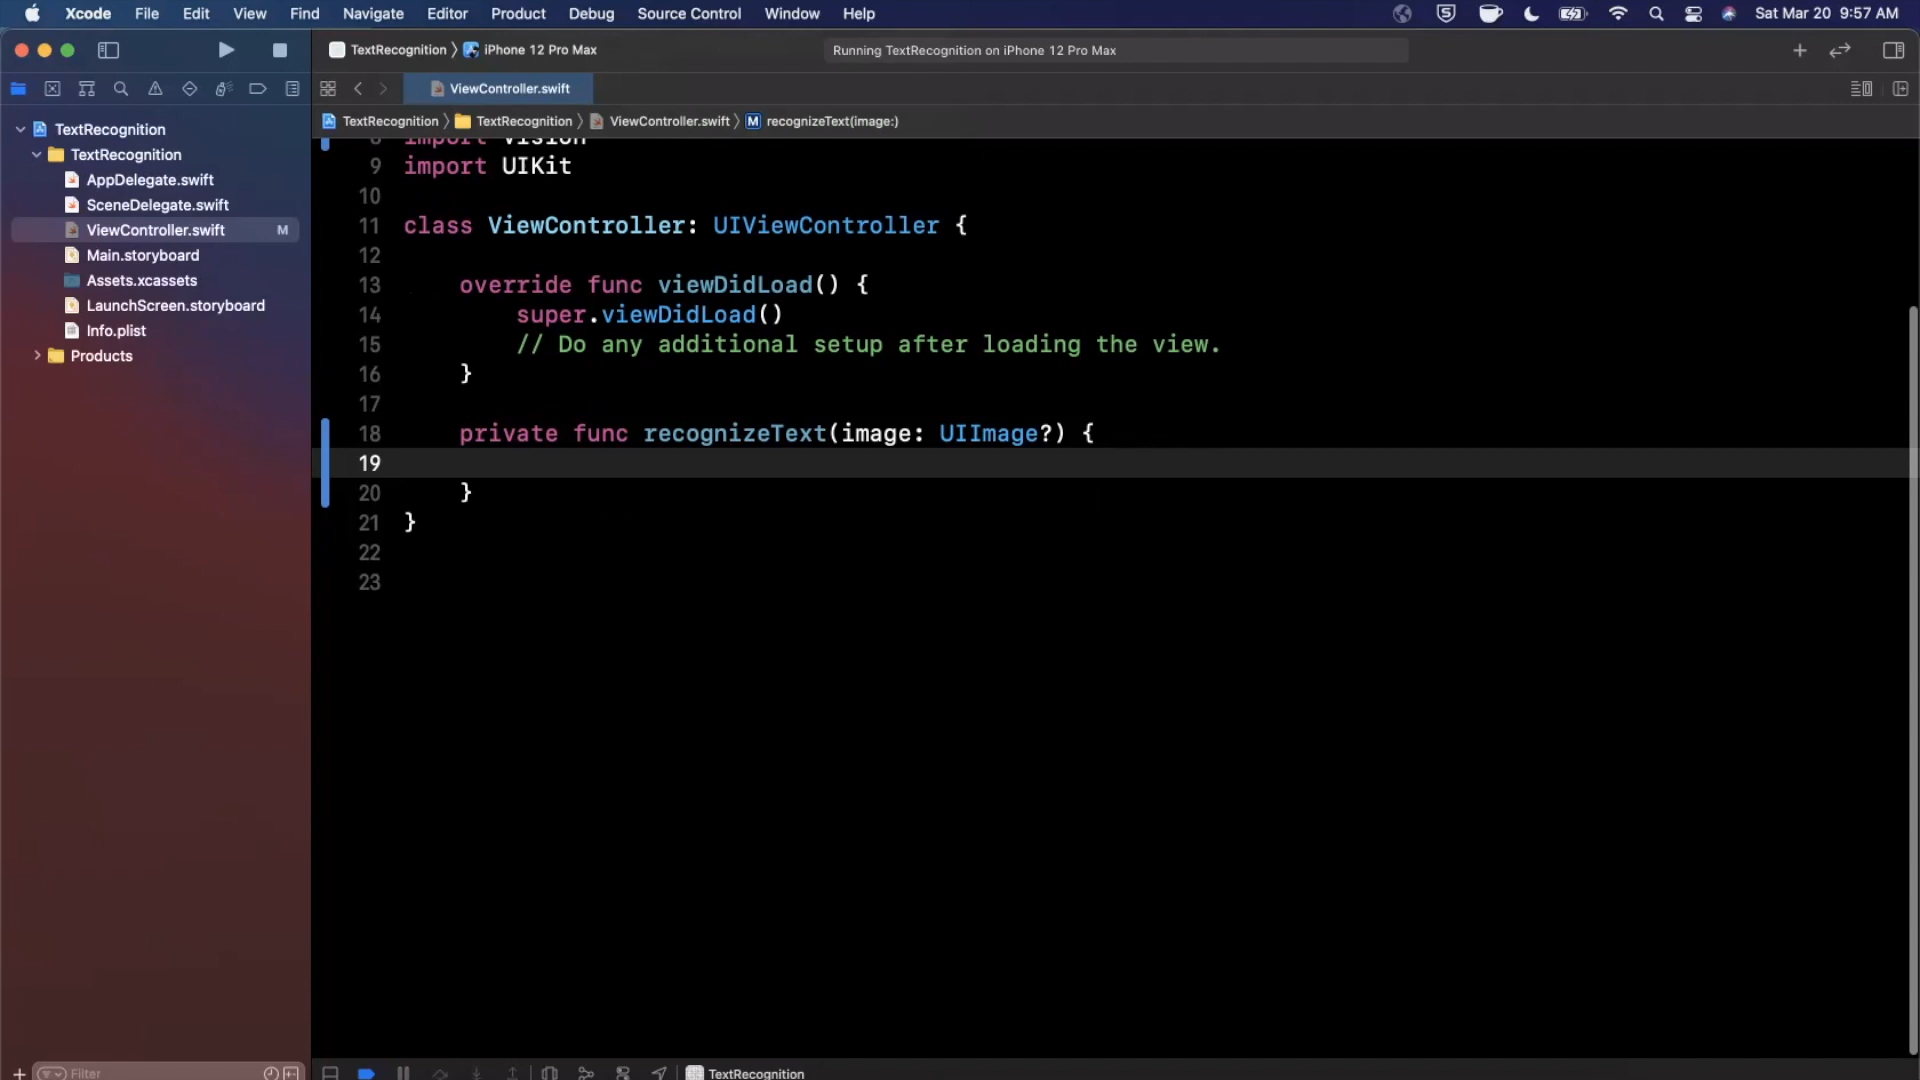 Xcode File Edit View Find Navigate Editor Product Debug Source Control Window Help Sat Mar 20 9:57 AM
TextRecognition iPhone 12 Pro Max Running TextRecognition on iPhone 12 Pro Max
ViewController.swift
TextRecognition TextRecognition ViewController.swift M recognizeText(image:)
TextRecognition
TextRecognition
AppDelegate.swift
SceneDelegate.swift
ViewController.swift M
Main.storyboard
Assets.xcassets
LaunchScreen.storyboard
Info.plist
Products
8 import Vision
9 import UIKit
10
11 class ViewController: UIViewController {
12
13 override func viewDidLoad() {
14 super.viewDidLoad()
15 // Do any additional setup after loading the view.
16 }
17
18 private func recognizeText(image: UIImage?) {
19
20 }
21 }
22
23
Filter
TextRecognition